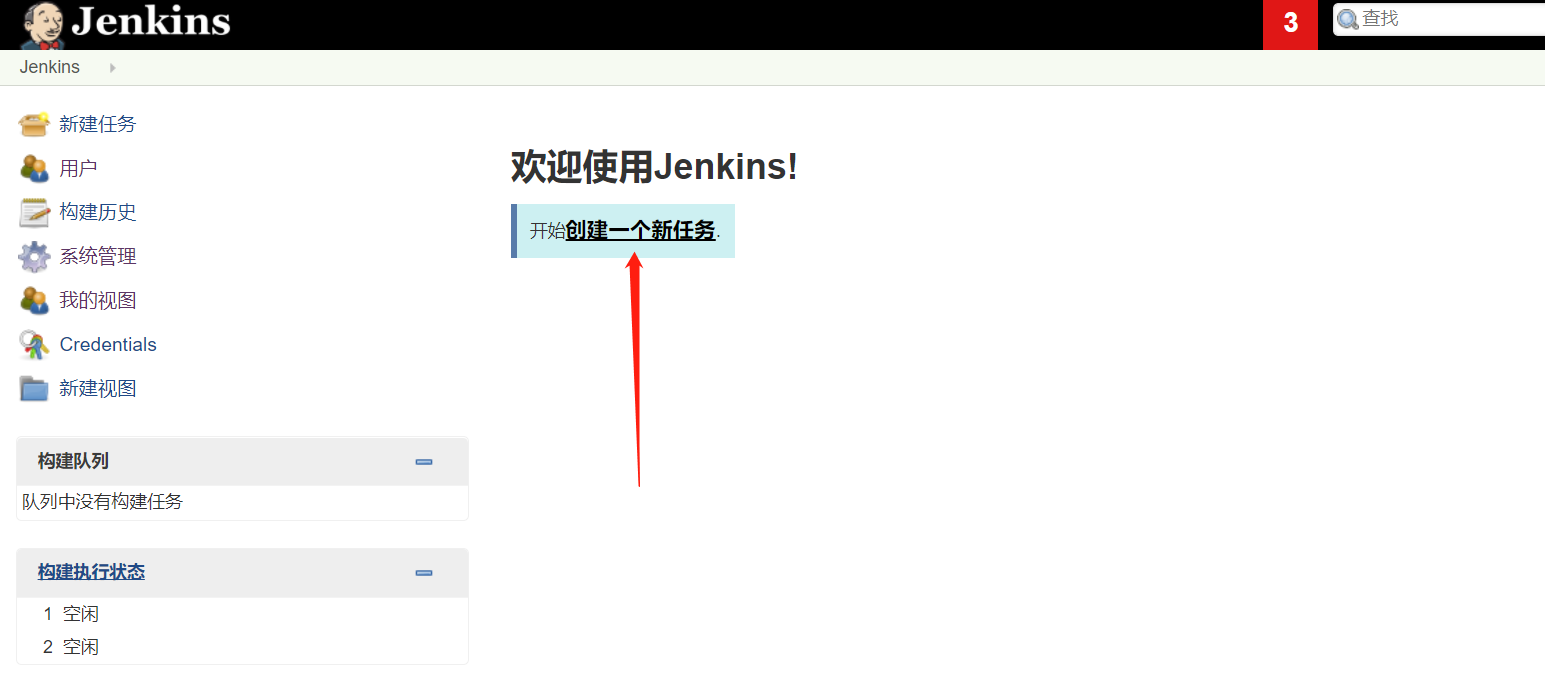 Jenkins
3
查找
Jenkins
新建任务
用户
构建历史
系统管理
我的视图
Credentials
新建视图
构建队列
队列中没有构建任务
构建执行状态
1 空闲
2 空闲
欢迎使用Jenkins!
开始创建一个新任务.